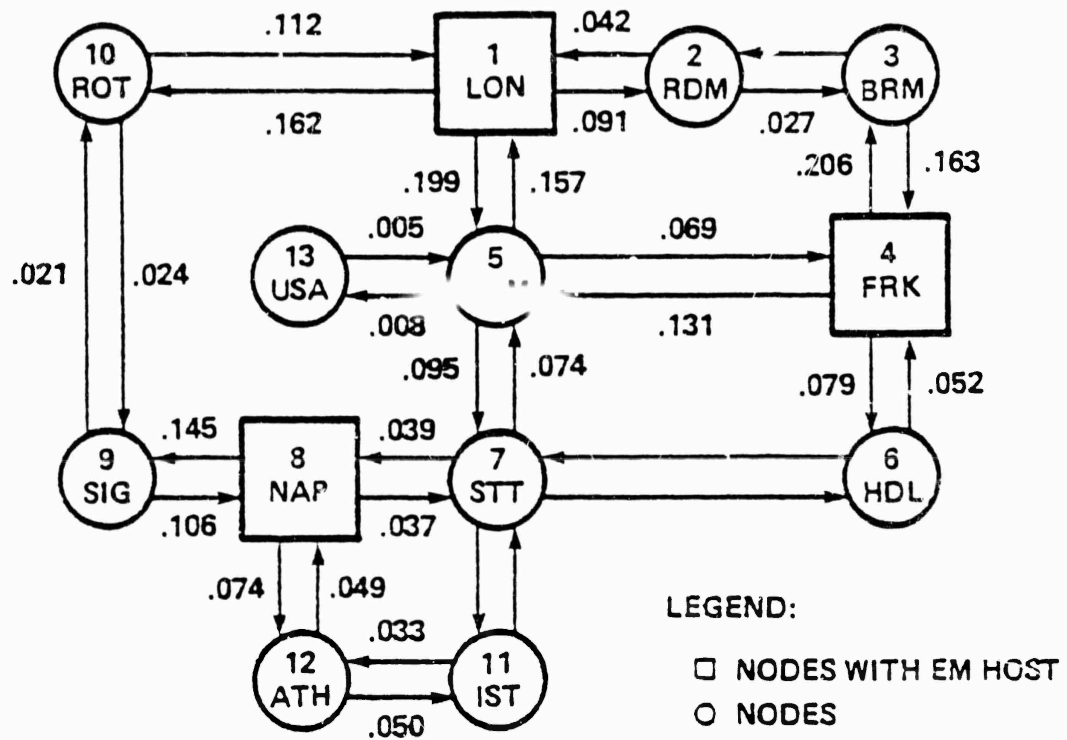 .112
.042
10
ROT
1
LON
2
RDM
3
BRM
.162
.091
.027
.199
.157
.206
.163
.021
.024
13
USA
.005
5
.069
4
FRK
.008
.131
.095
.074
.079
.052
.145
.039
9
SIG
8
NAP
7
STT
6
HDL
.106
.037
.074
.049
LEGEND:
.033
12
ATH
11
IST
.050
□ NODES WITH EM HOST
○ NODES